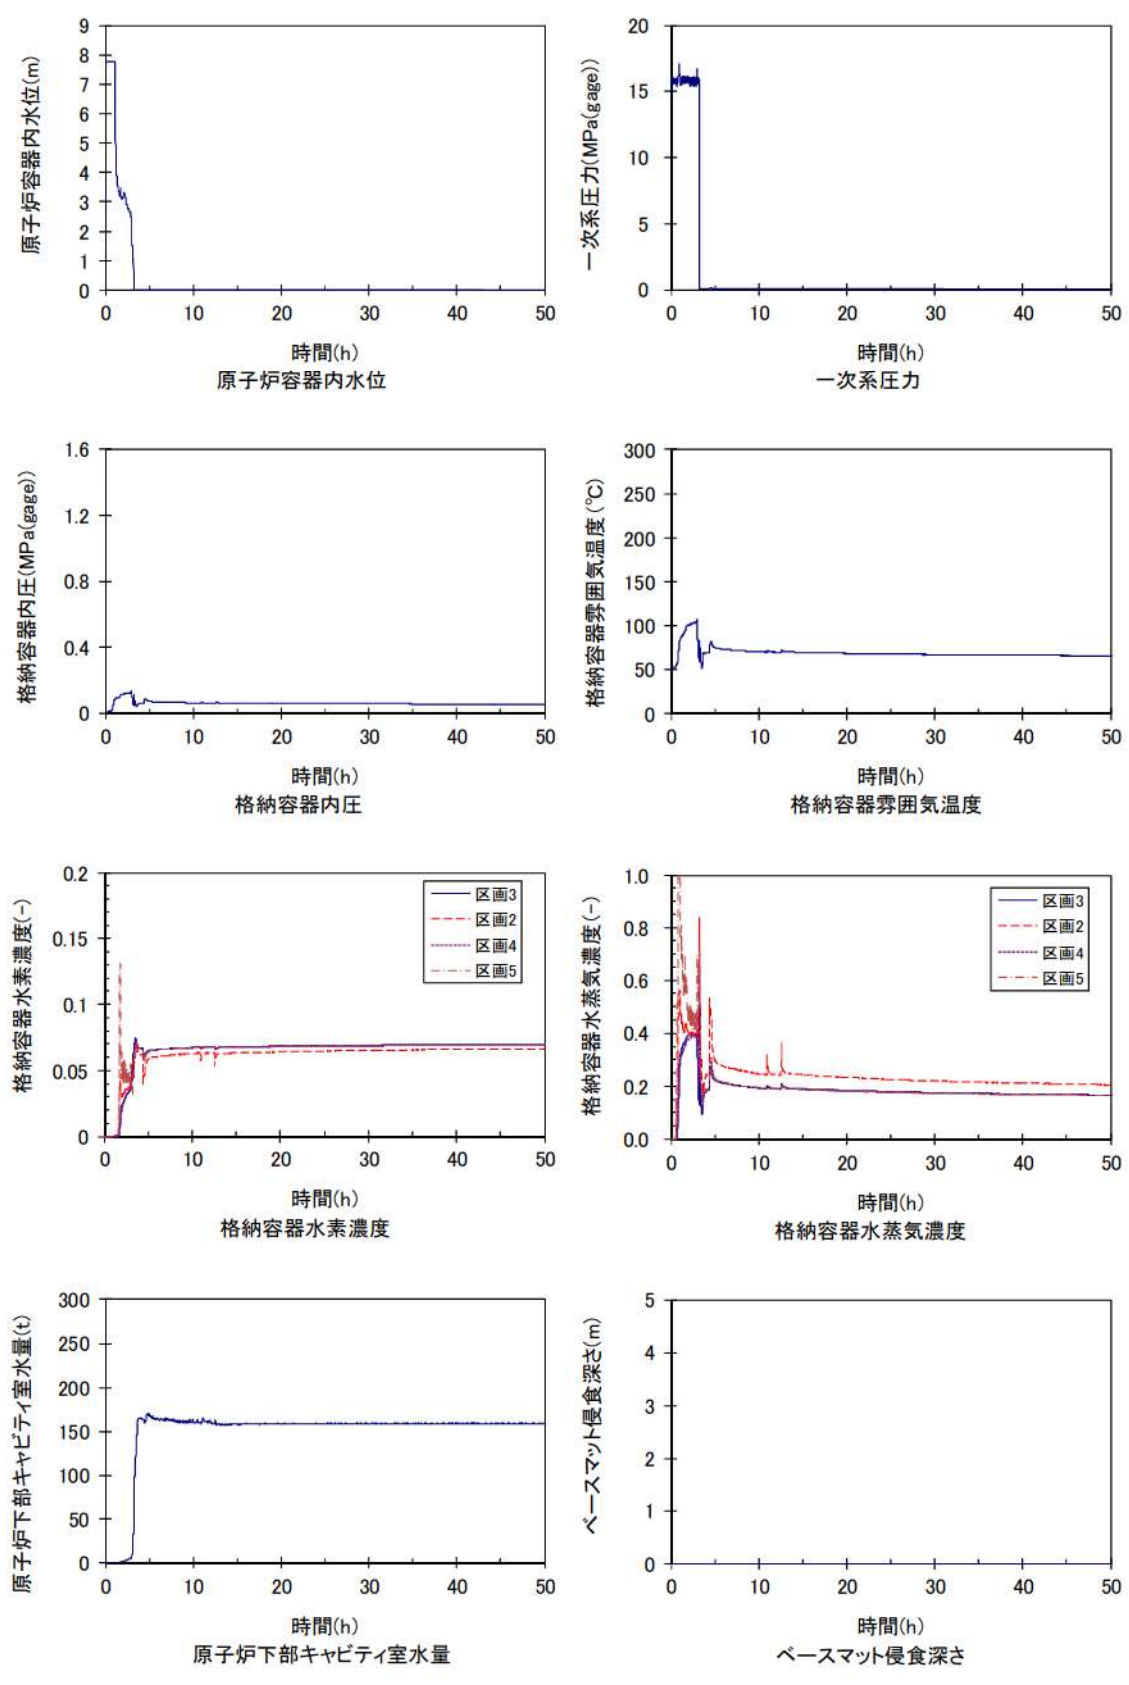 原子炉容器内水位(m)
9
8
7
6
5
4
3
2
1
0
0 10 20 30 40 50
時間(h)
原子炉容器内水位
一次系圧力(MPa(gage))
20
15
10
5
0
0 10 20 30 40 50
時間(h)
一次系圧力
格納容器内圧(MPa(gage))
1.6
1.2
0.8
0.4
0
0 10 20 30 40 50
時間(h)
格納容器内圧
格納容器雰囲気温度(℃)
300
250
200
150
100
50
0
0 10 20 30 40 50
時間(h)
格納容器雰囲気温度
格納容器水素濃度(-)
0.2
0.15
0.1
0.05
0
区画3
区画2
区画4
区画5
0 10 20 30 40 50
時間(h)
格納容器水素濃度
格納容器水蒸気濃度(-)
1.0
0.8
0.6
0.4
0.2
0.0
区画3
区画2
区画4
区画5
0 10 20 30 40 50
時間(h)
格納容器水蒸気濃度
原子炉下部キャビティ室水量(t)
300
250
200
150
100
50
0
0 10 20 30 40 50
時間(h)
原子炉下部キャビティ室水量
ベースマット侵食深さ(m)
5
4
3
2
1
0
0 10 20 30 40 50
時間(h)
ベースマット侵食深さ